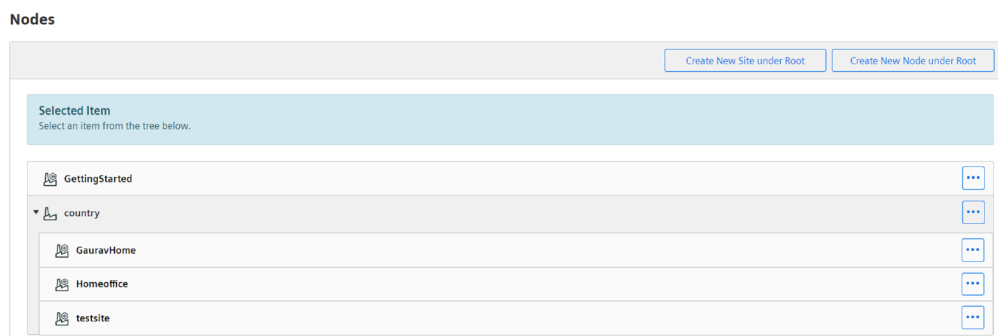 Nodes
Create New Site under Root
Create New Node under Root
Selected Item
Select an item from the tree below.
GettingStarted
country
GauravHome
Homeoffice
testsite